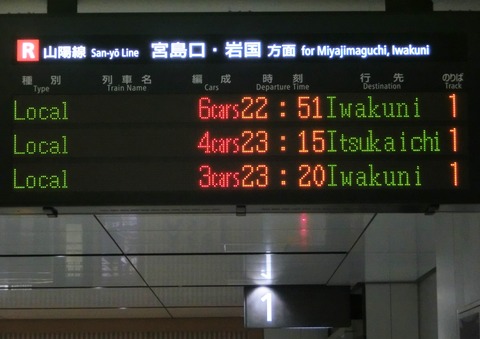 R 山陽線 San-yō Line 宮島口・岩国 方面 for Miyajimaguchi, Iwakuni
種別 列車名 編成 時刻 行先 のりば
Type Train Name Cars Departure Time Destination Track
Local 6cars 22:51 Iwakuni 1
Local 4cars 23:15 Itsukaichi 1
Local 3cars 23:20 Iwakuni 1
1